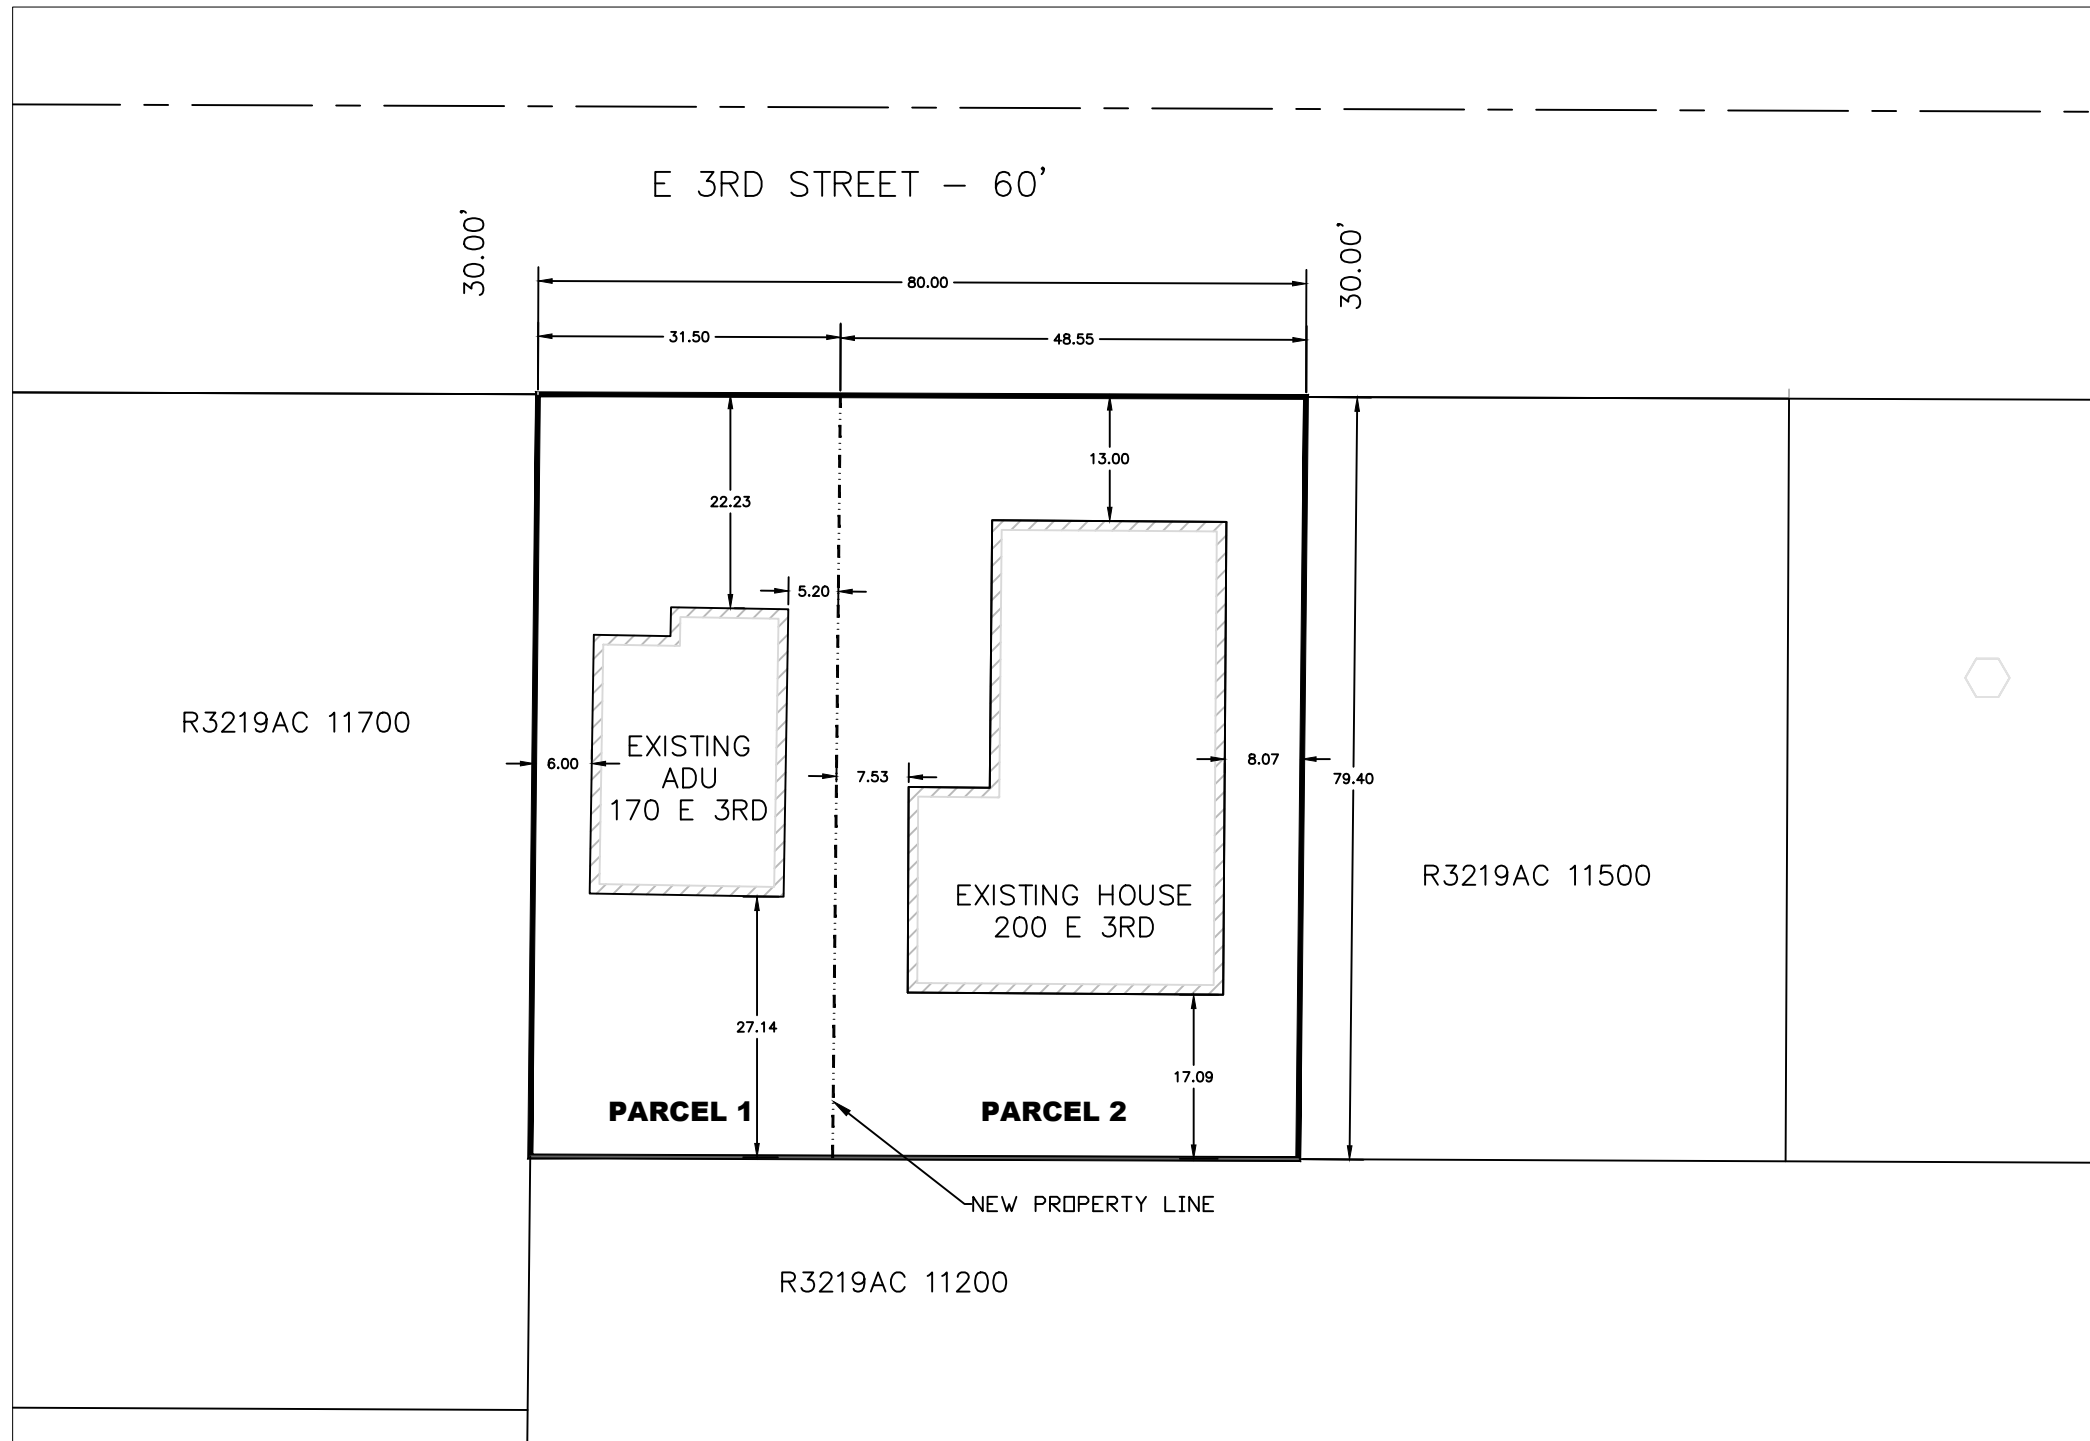 E 3RD STREET - 60'
30.00'
30.00'
80.00
31.50
48.55
13.00
22.23
5.20
R3219AC 11700
EXISTING
ADU
170 E 3RD
6.00
7.53
8.07
79.40
R3219AC 11500
EXISTING HOUSE
200 E 3RD
27.14
17.09
PARCEL 1
PARCEL 2
NEW PROPERTY LINE
R3219AC 11200